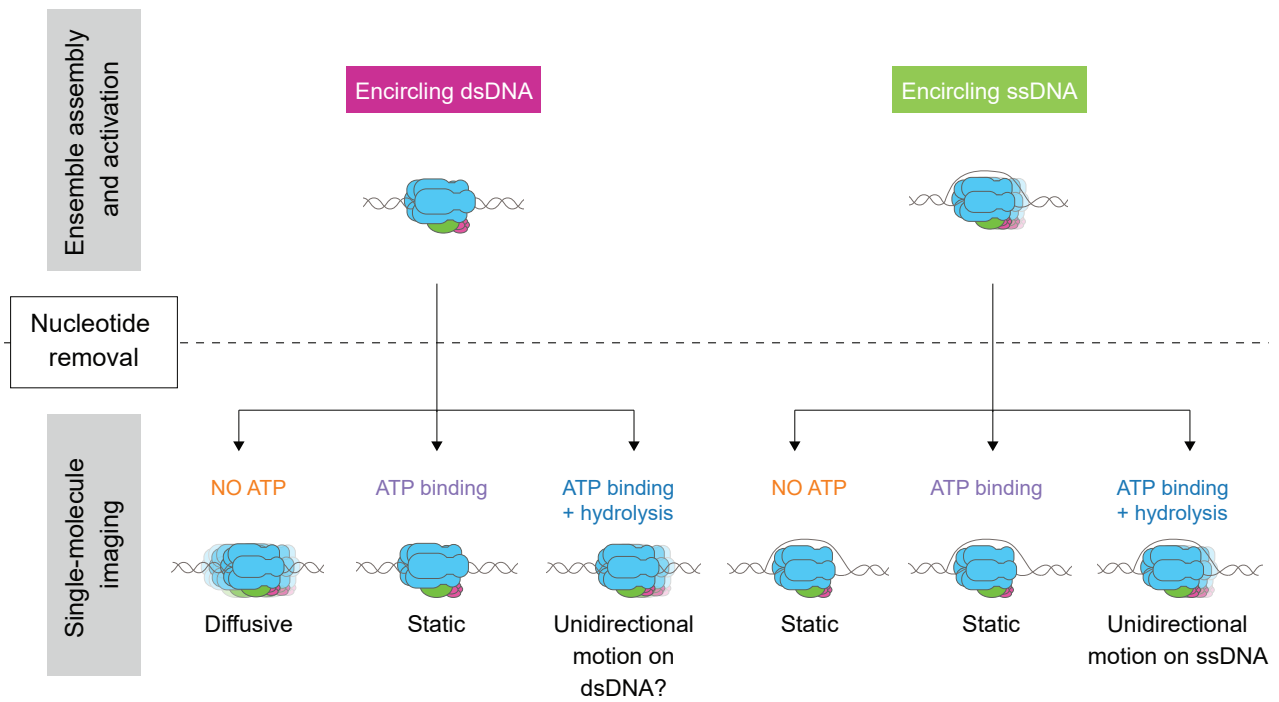 Ensemble assembly
and activation
Encircling dsDNA
Encircling ssDNA
Nucleotide
removal
Single-molecule
imaging
NO ATP
ATP binding
ATP binding
+ hydrolysis
NO ATP
ATP binding
ATP binding
+ hydrolysis
Diffusive
Static
Unidirectional
motion on
dsDNA?
Static
Static
Unidirectional
motion on ssDNA